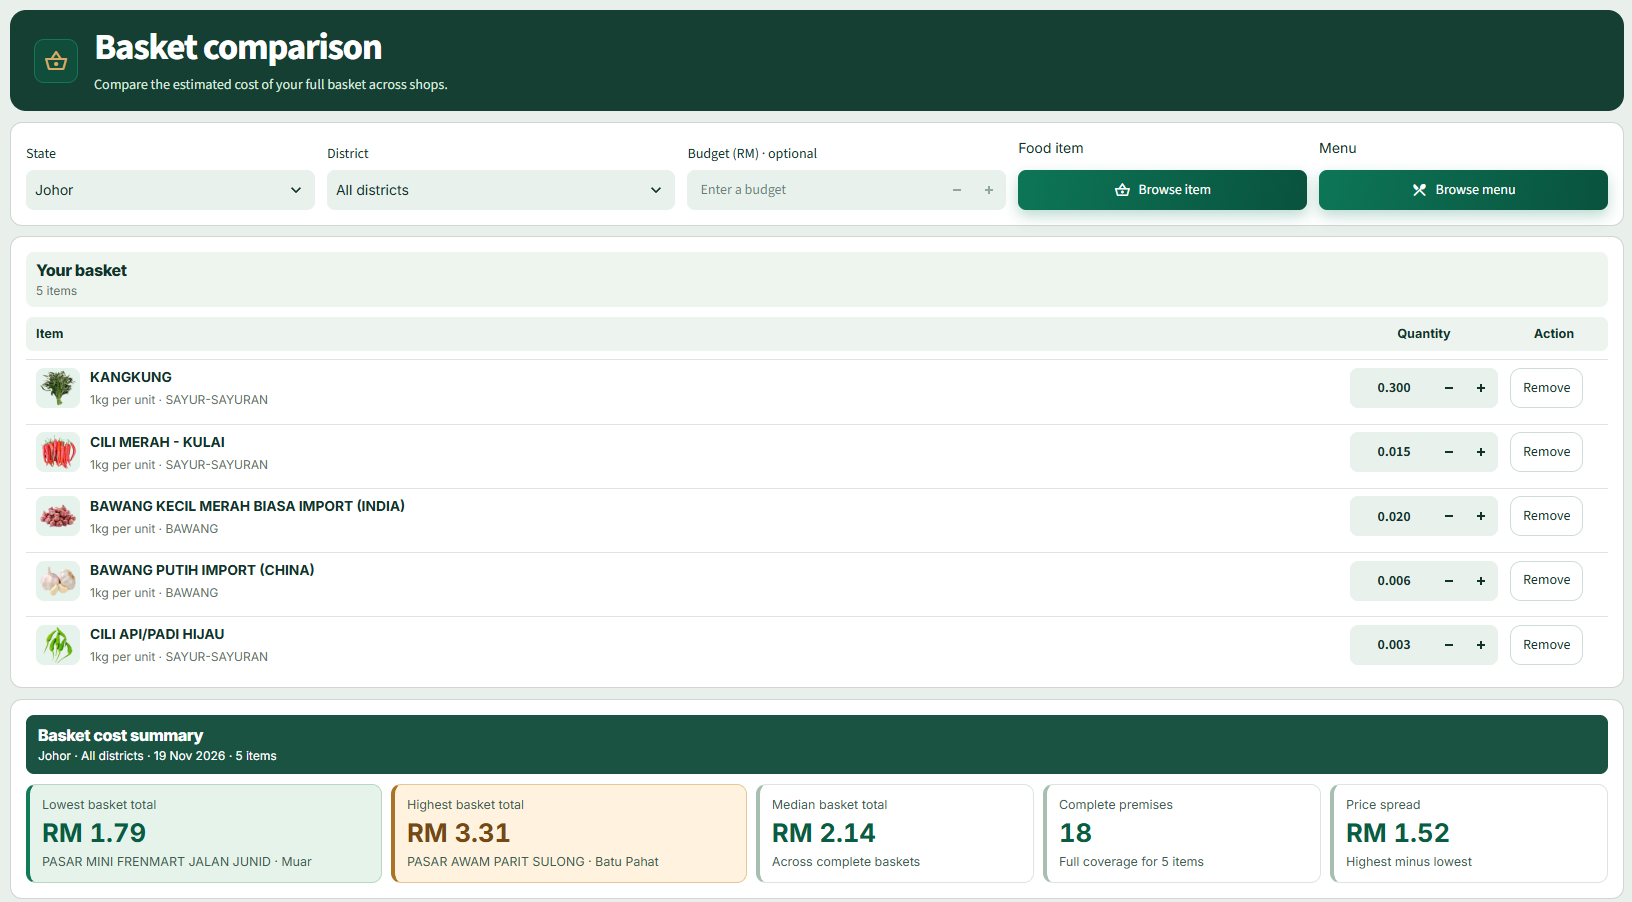 Basket comparison
Compare the estimated cost of your full basket across shops.
State
District
Budget (RM) · optional
Food item
Menu
Johor
All districts
Enter a budget
− +
Browse item
Browse menu
Your basket
5 items
Item
Quantity
Action
KANGKUNG
1kg per unit · SAYUR-SAYURAN
0.300 − +
Remove
CILI MERAH - KULAI
1kg per unit · SAYUR-SAYURAN
0.015 − +
Remove
BAWANG KECIL MERAH BIASA IMPORT (INDIA)
1kg per unit · BAWANG
0.020 − +
Remove
BAWANG PUTIH IMPORT (CHINA)
1kg per unit · BAWANG
0.006 − +
Remove
CILI API/PADI HIJAU
1kg per unit · SAYUR-SAYURAN
0.003 − +
Remove
Basket cost summary
Johor · All districts · 19 Nov 2026 · 5 items
Lowest basket total
RM 1.79
PASAR MINI FRENMART JALAN JUNID · Muar
Highest basket total
RM 3.31
PASAR AWAM PARIT SULONG · Batu Pahat
Median basket total
RM 2.14
Across complete baskets
Complete premises
18
Full coverage for 5 items
Price spread
RM 1.52
Highest minus lowest